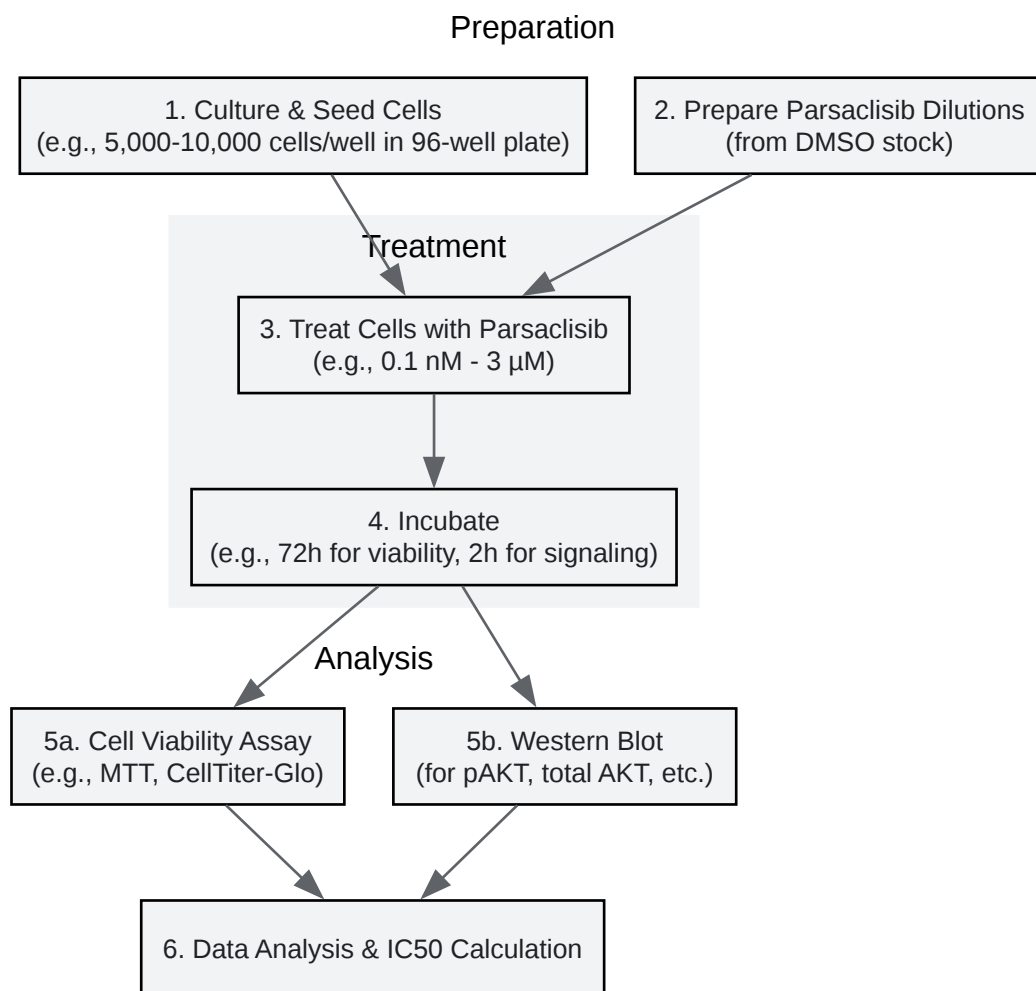 Preparation
1. Culture & Seed Cells
(e.g., 5,000-10,000 cells/well in 96-well plate)
2. Prepare Parsaclisib Dilutions
(from DMSO stock)
Treatment
3. Treat Cells with Parsaclisib
(e.g., 0.1 nM - 3 µM)
4. Incubate
(e.g., 72h for viability, 2h for signaling)
Analysis
5a. Cell Viability Assay
(e.g., MTT, CellTiter-Glo)
5b. Western Blot
(for pAKT, total AKT, etc.)
6. Data Analysis & IC50 Calculation